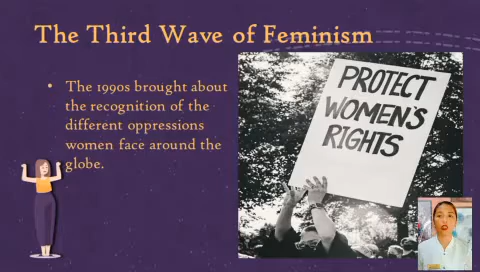 The Third Wave of Feminism
• The 1990s brought about
the recognition of the
different oppressions
women face around the
globe.
PROTECT
WOMEN'S
RIGHTS